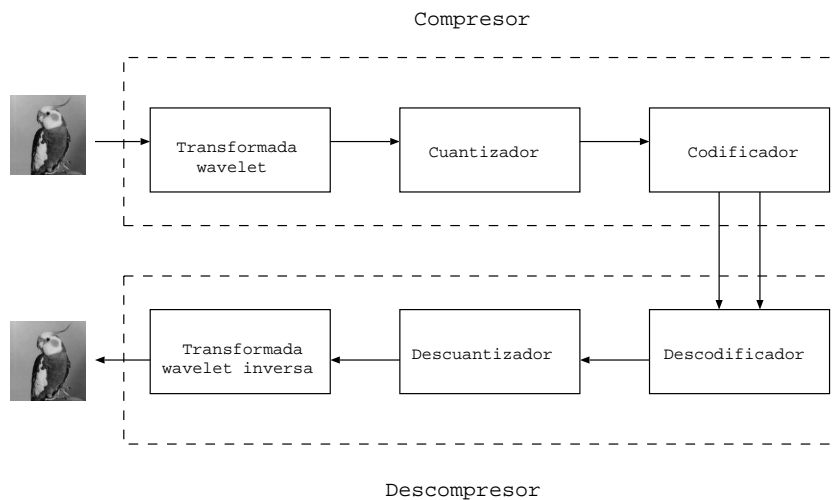 Compresor
Transformada
wavelet
Cuantizador
Codificador
Transformada
wavelet inversa
Descuantizador
Descodificador
Descompresor